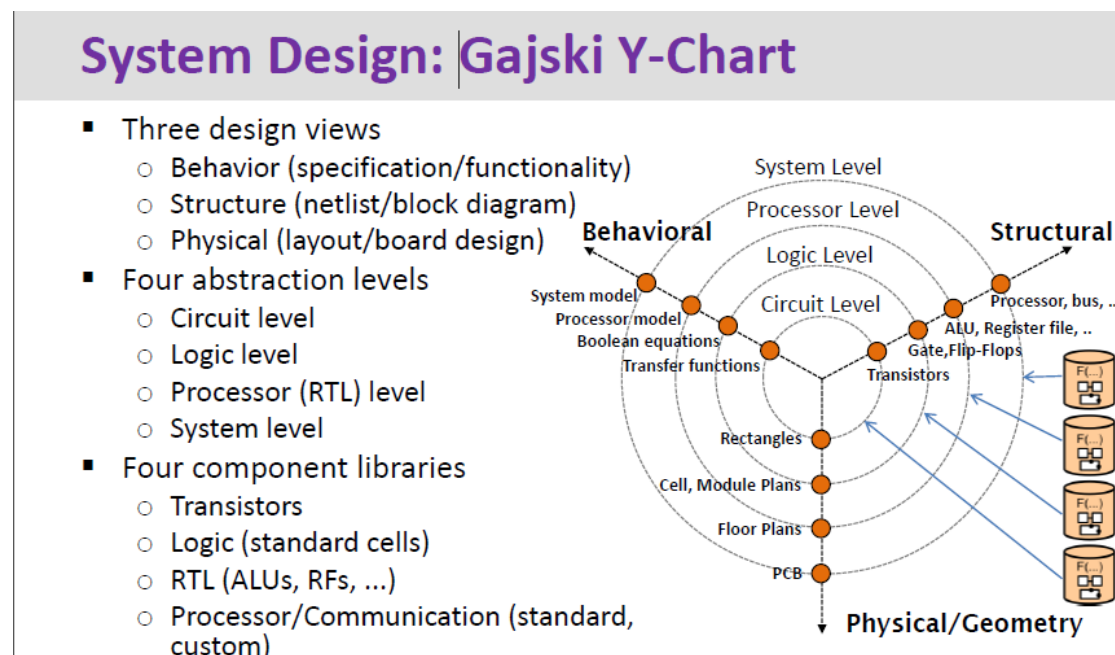 System Design: Gajski Y-Chart
Three design views
Behavior (specification/functionality)
Structure (netlist/block diagram)
Physical (layout/board design)
Four abstraction levels
Circuit level
Logic level
Processor (RTL) level
System level
Four component libraries
Transistors
Logic (standard cells)
RTL (ALUs, RFs, ...)
Processor/Communication (standard,
custom)
System Level
Processor Level
Logic Level
Circuit Level
Behavioral
Structural
System model
Processor model
Boolean equations
Transfer functions
Processor, bus, ..
ALU, Register file, ..
Gate,Flip-Flops
Transistors
Rectangles
Cell, Module Plans
Floor Plans
PCB
Physical/Geometry
F(...)
F(...)
F(...)
F(...)